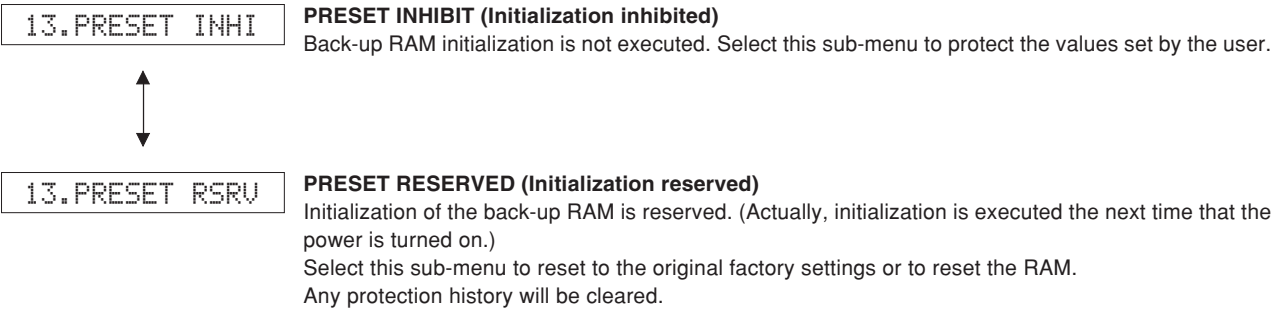 13.PRESET INHI
PRESET INHIBIT (Initialization inhibited)
Back-up RAM initialization is not executed. Select this sub-menu to protect the values set by the user.
13.PRESET RSRV
PRESET RESERVED (Initialization reserved)
Initialization of the back-up RAM is reserved. (Actually, initialization is executed the next time that the
power is turned on.)
Select this sub-menu to reset to the original factory settings or to reset the RAM.
Any protection history will be cleared.